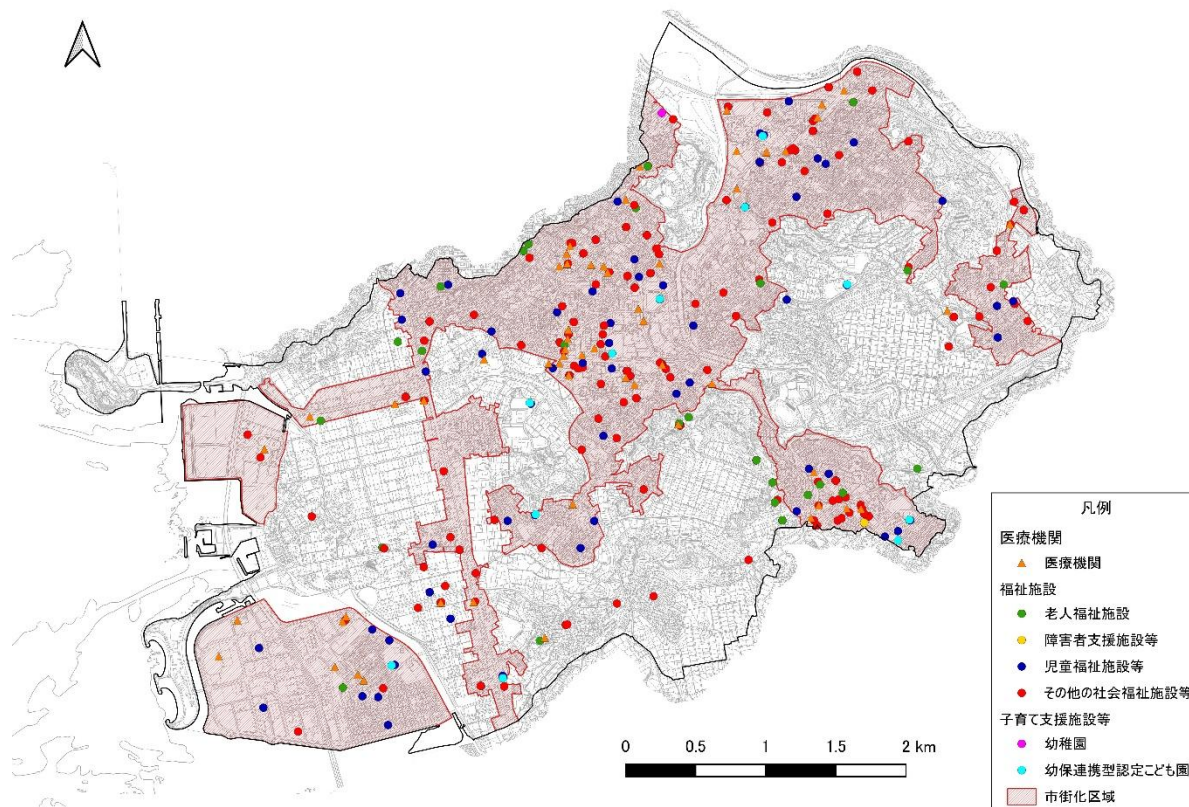 0 0.5 1 2 km
凡例
医療機関
医療機関
福祉施設
老人福祉施設
障害者支援施設等
児童福祉施設等
その他の社会福祉施設等
子育て支援施設等
幼稚園
幼保連携型認定こども園
市街化区域